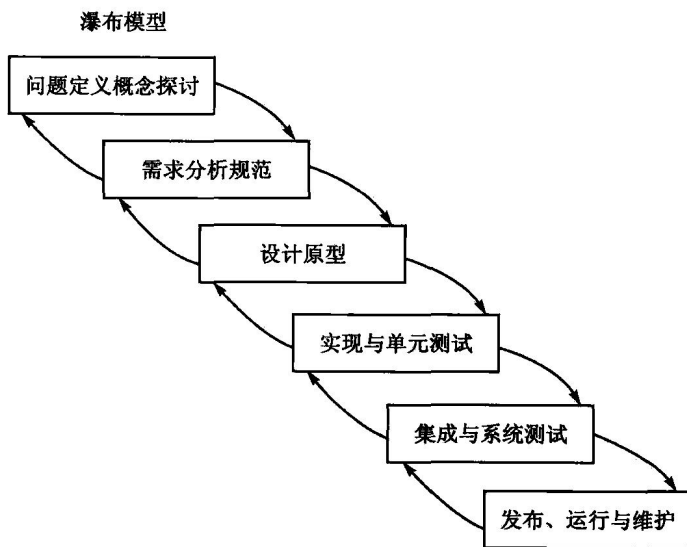 瀑布模型
问题定义概念探讨
需求分析规范
设计原型
实现与单元测试
集成与系统测试
发布、运行与维护